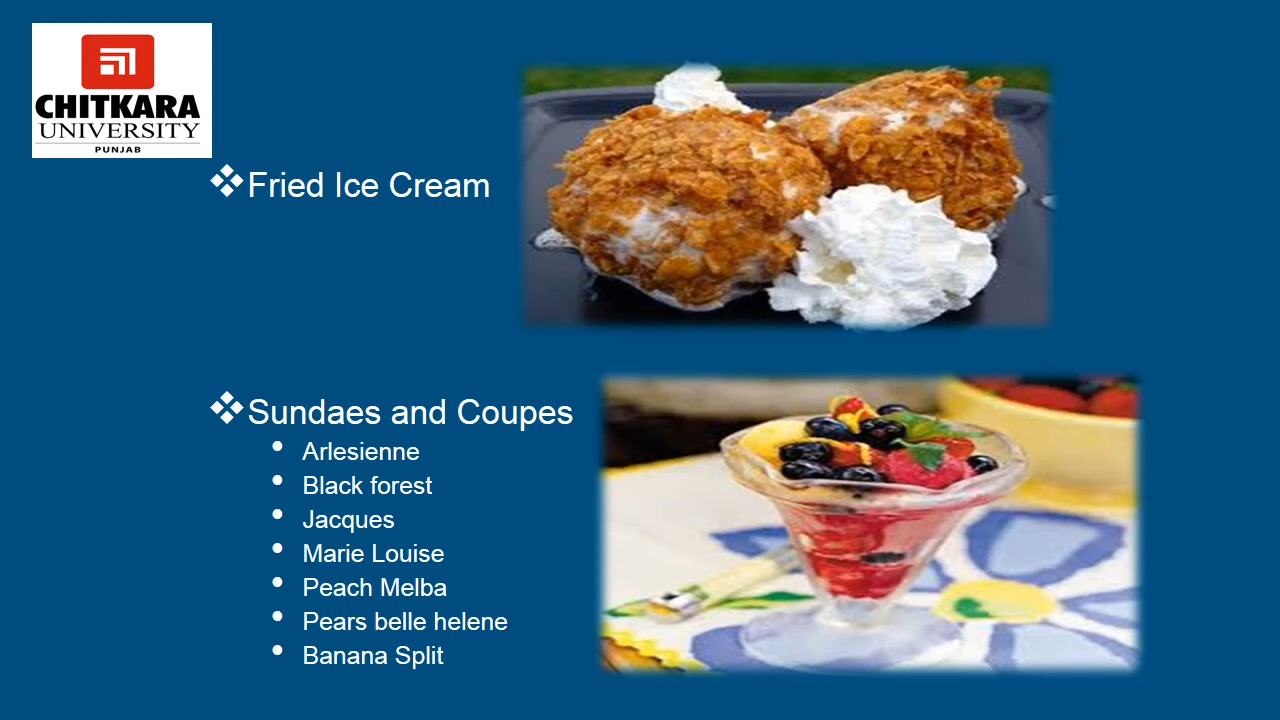 CHITKARA
UNIVERSITY
PUNJAB
❖Fried Ice Cream
❖Sundaes and Coupes
• Arlesienne
• Black forest
• Jacques
• Marie Louise
• Peach Melba
• Pears belle helene
• Banana Split